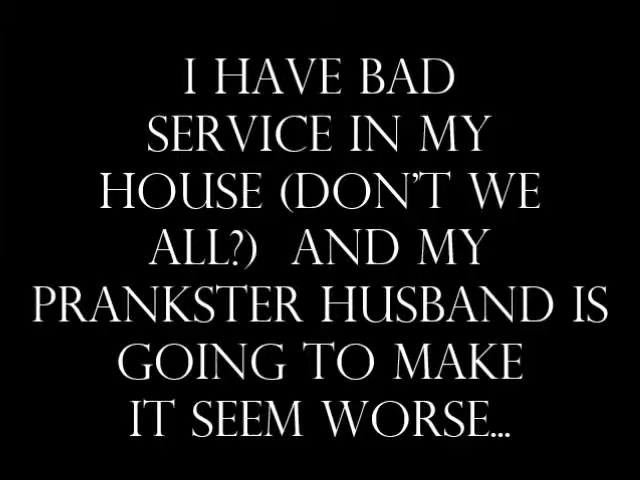 I HAVE BAD
SERVICE IN MY
HOUSE (DON'T WE
ALL?) AND MY
PRANKSTER HUSBAND IS
GOING TO MAKE
IT SEEM WORSE...